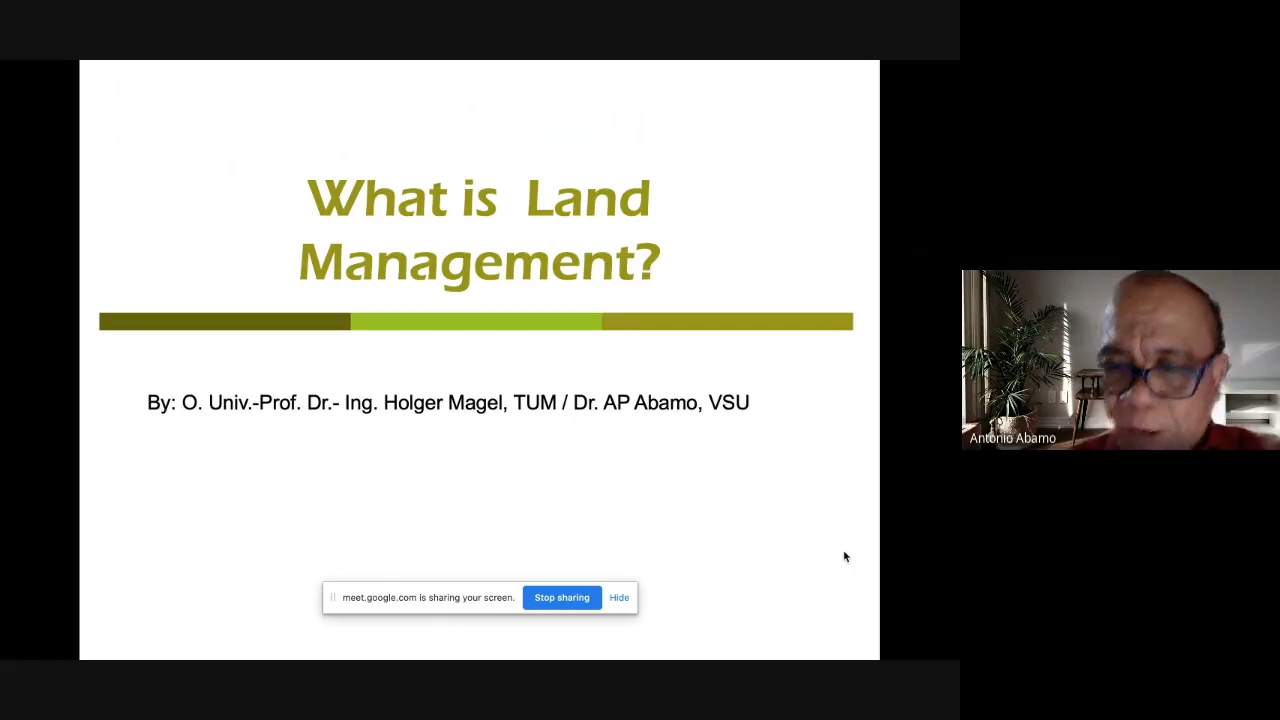 What is  Land
Management?
By: O. Univ.-Prof. Dr.- Ing. Holger Magel, TUM / Dr. AP Abamo, VSU
Antonio Abamo
meet.google.com is sharing your screen.
Stop sharing
Hide